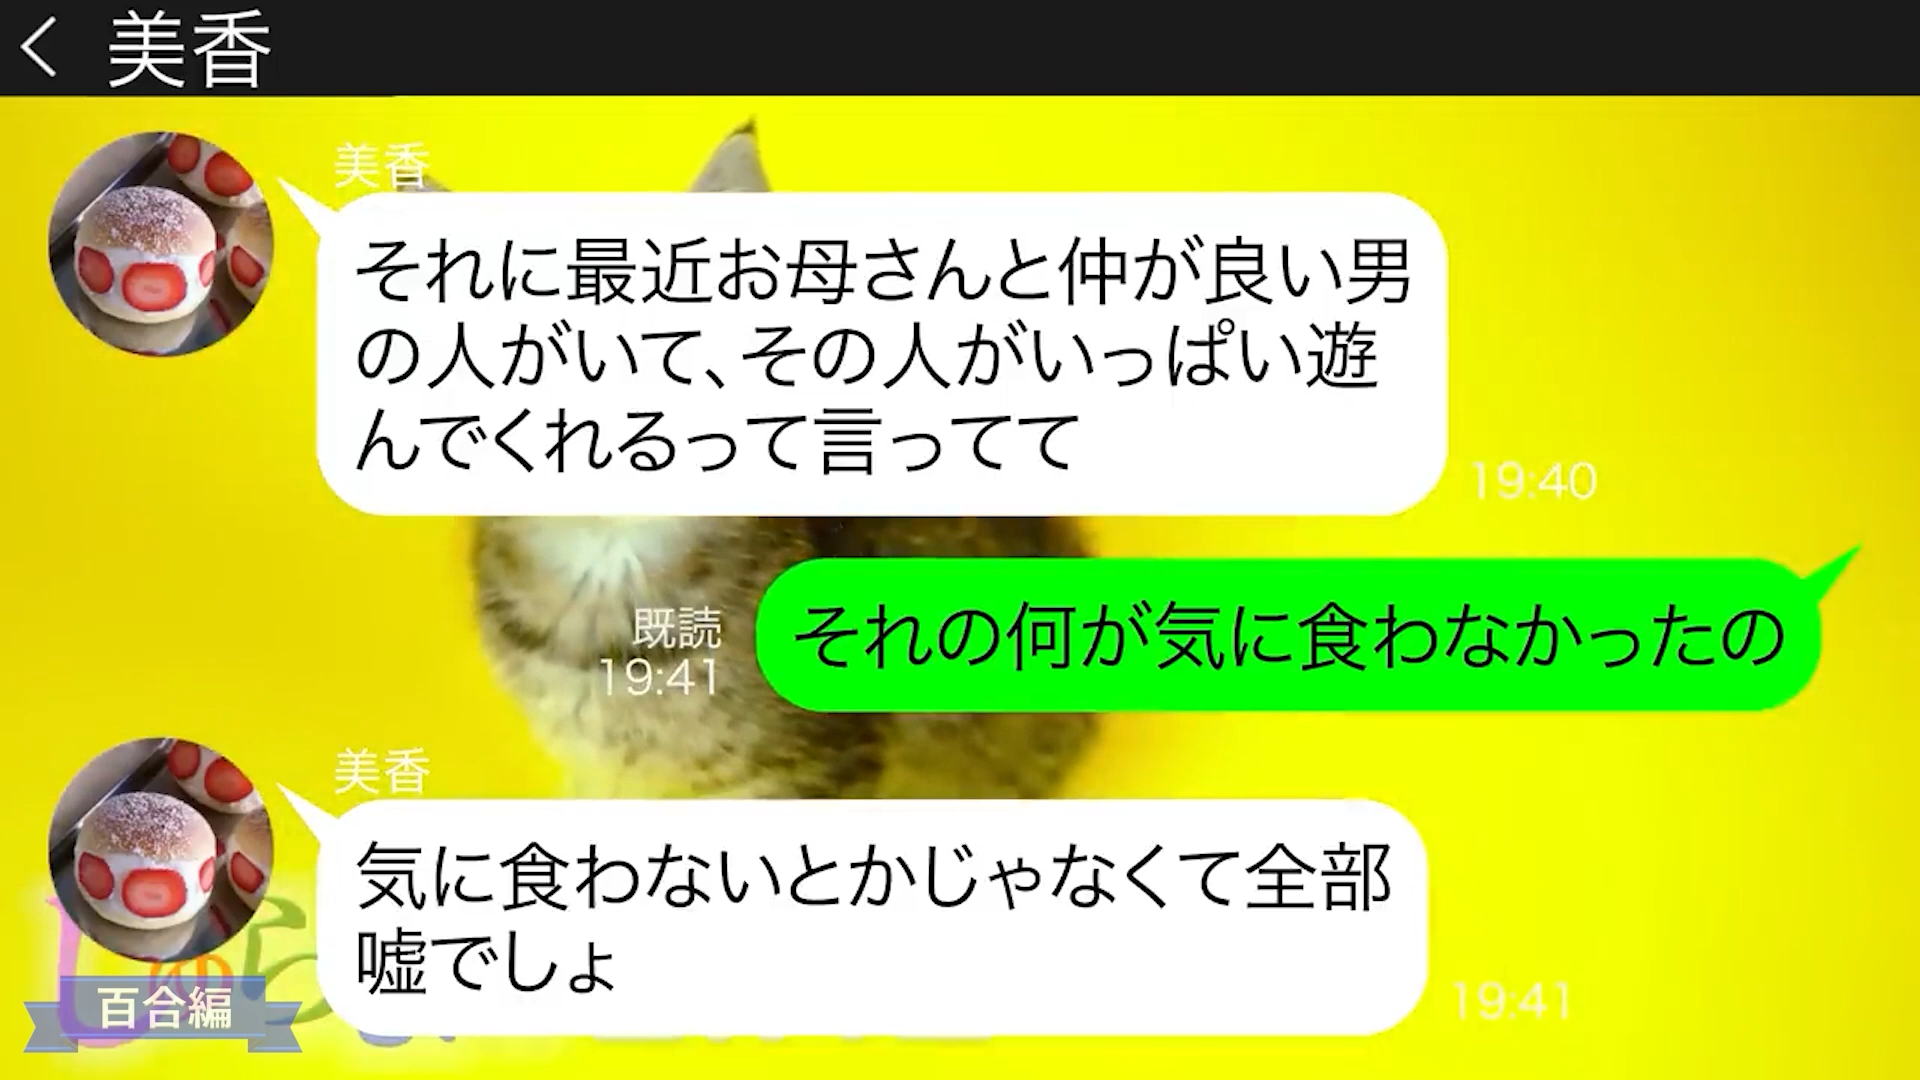 美香
美香
それに最近お母さんと仲が良い男
の人がいて、その人がいっぱい遊
んでくれるって言ってて
19:40
それの何が気に食わなかったの
既読
19:41
美香
気に食わないとかじゃなくて全部
嘘でしょ
19:41
百合編